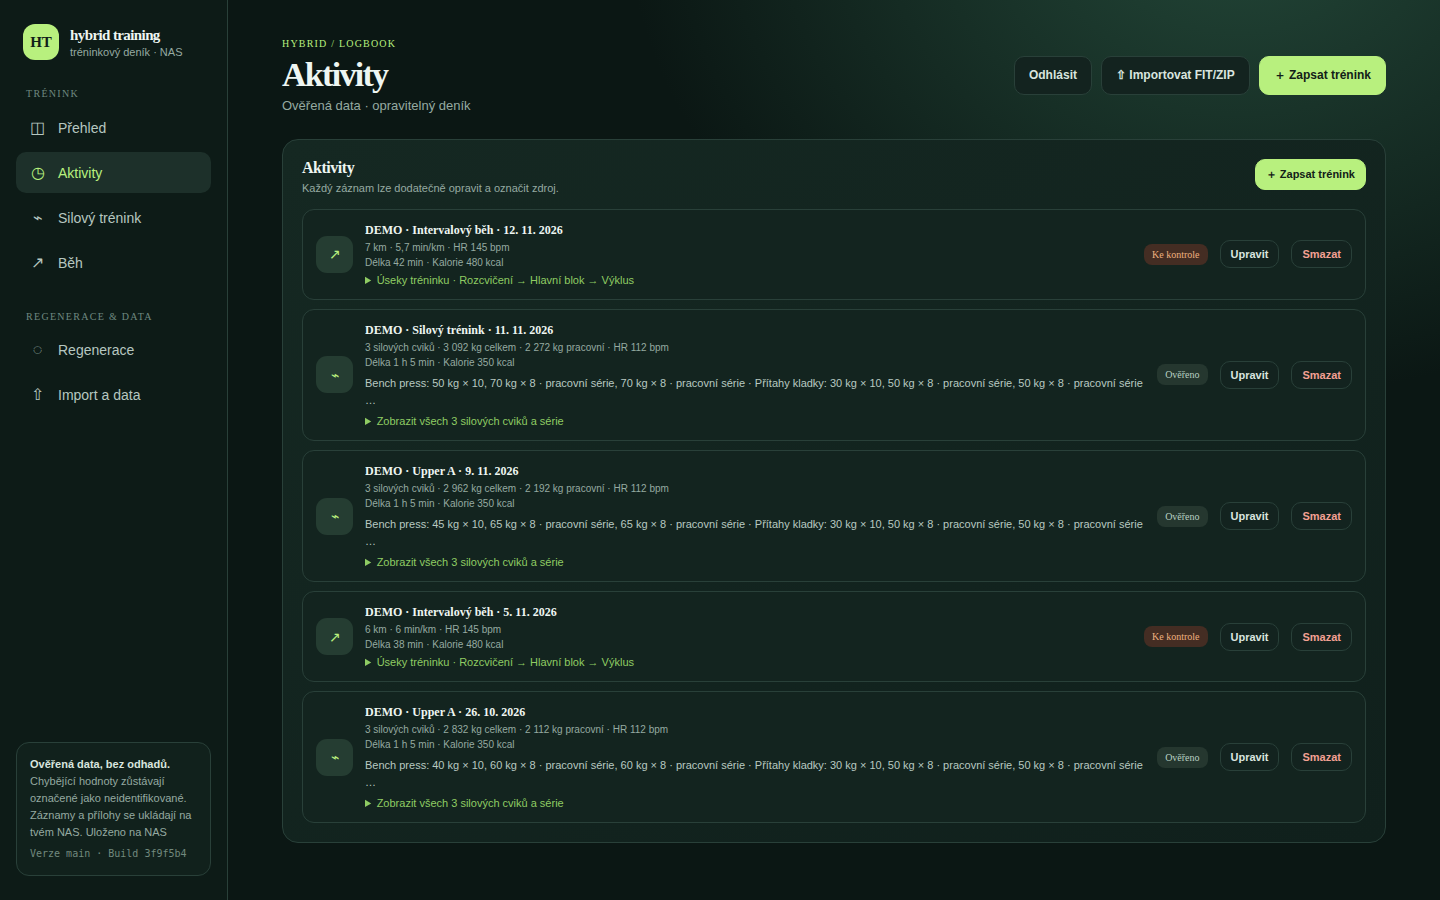 HT
hybrid training
tréninkový deník · NAS
TRÉNINK
Přehled
Aktivity
Silový trénink
Běh
REGENERACE & DATA
Regenerace
Import a data
Ověřená data, bez odhadů.
Chybějící hodnoty zůstávají
označené jako neidentifikované.
Záznamy a přílohy se ukládají na
tvém NAS. Uloženo na NAS
Verze main · Build 3f9f5b4
HYBRID / LOGBOOK
Aktivity
Ověřená data · opravitelný deník
Odhlásit
⇧ Importovat FIT/ZIP
+ Zapsat trénink
Aktivity
Každý záznam lze dodatečně opravit a označit zdroj.
+ Zapsat trénink
DEMO · Intervalový běh · 12. 11. 2026
7 km · 5,7 min/km · HR 145 bpm
Délka 42 min · Kalorie 480 kcal
▶ Úseky tréninku · Rozcvičení → Hlavní blok → Výklus
Ke kontrole
Upravit
Smazat
DEMO · Silový trénink · 11. 11. 2026
3 silových cviků · 3 092 kg celkem · 2 272 kg pracovní · HR 112 bpm
Délka 1 h 5 min · Kalorie 350 kcal
Bench press: 50 kg × 10, 70 kg × 8 · pracovní série, 70 kg × 8 · pracovní série · Přítahy kladky: 30 kg × 10, 50 kg × 8 · pracovní série, 50 kg × 8 · pracovní série
…
▶ Zobrazit všech 3 silových cviků a série
Ověřeno
Upravit
Smazat
DEMO · Upper A · 9. 11. 2026
3 silových cviků · 2 962 kg celkem · 2 192 kg pracovní · HR 112 bpm
Délka 1 h 5 min · Kalorie 350 kcal
Bench press: 45 kg × 10, 65 kg × 8 · pracovní série, 65 kg × 8 · pracovní série · Přítahy kladky: 30 kg × 10, 50 kg × 8 · pracovní série, 50 kg × 8 · pracovní série
…
▶ Zobrazit všech 3 silových cviků a série
Ověřeno
Upravit
Smazat
DEMO · Intervalový běh · 5. 11. 2026
6 km · 6 min/km · HR 145 bpm
Délka 38 min · Kalorie 480 kcal
▶ Úseky tréninku · Rozcvičení → Hlavní blok → Výklus
Ke kontrole
Upravit
Smazat
DEMO · Upper A · 26. 10. 2026
3 silových cviků · 2 832 kg celkem · 2 112 kg pracovní · HR 112 bpm
Délka 1 h 5 min · Kalorie 350 kcal
Bench press: 40 kg × 10, 60 kg × 8 · pracovní série, 60 kg × 8 · pracovní série · Přítahy kladky: 30 kg × 10, 50 kg × 8 · pracovní série, 50 kg × 8 · pracovní série
…
▶ Zobrazit všech 3 silových cviků a série
Ověřeno
Upravit
Smazat